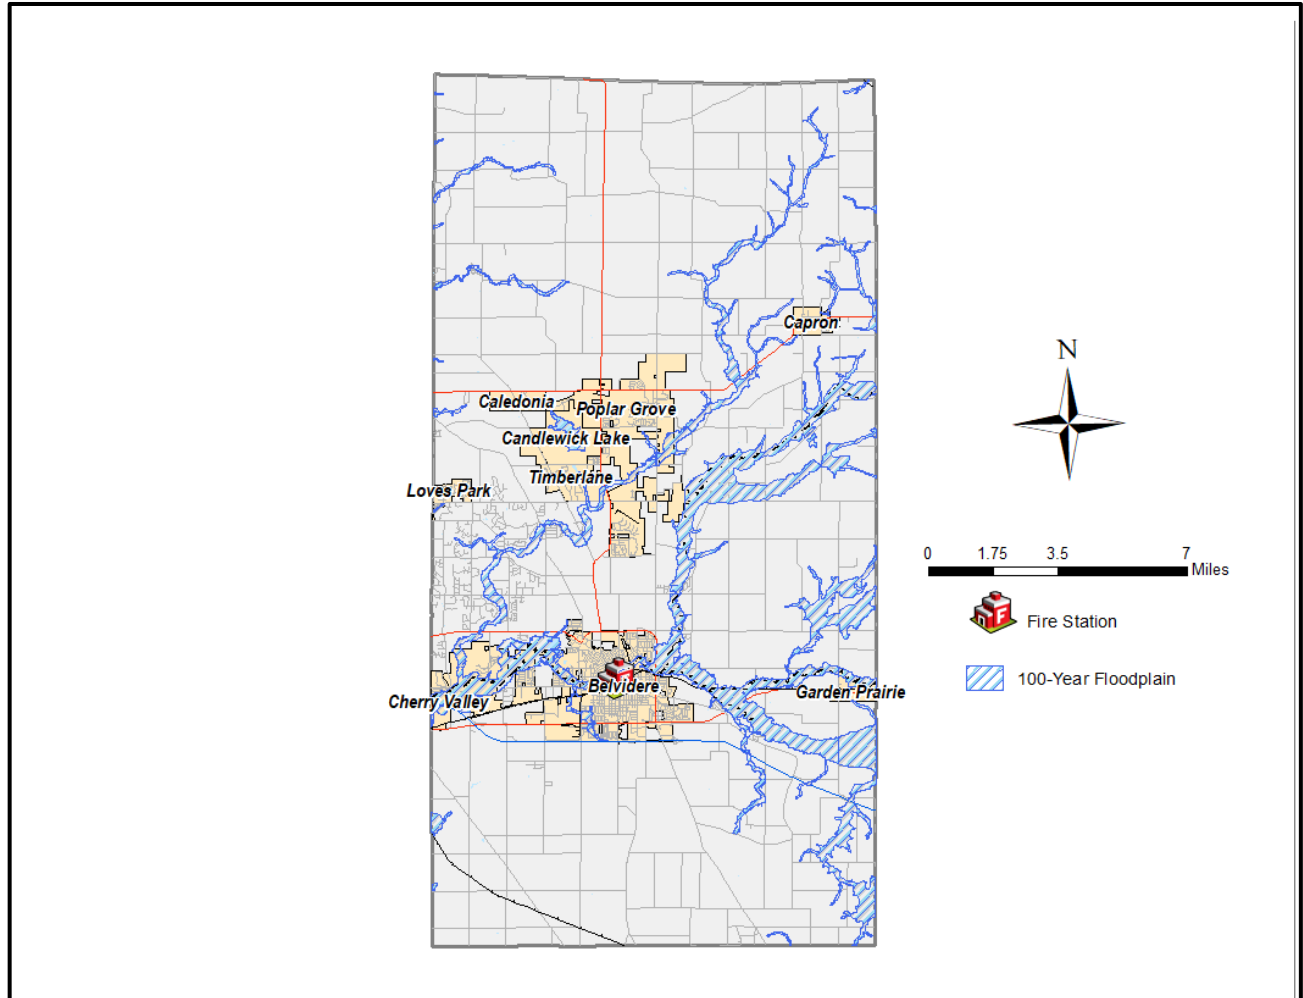 Capron
N
Caledonia
Poplar Grove
Candlewick Lake
Timberlane
Loves Park
0 1.75 3.5 7
Miles
F
Fire Station
100-Year Floodplain
F
Belvidere
Garden Prairie
Cherry Valley